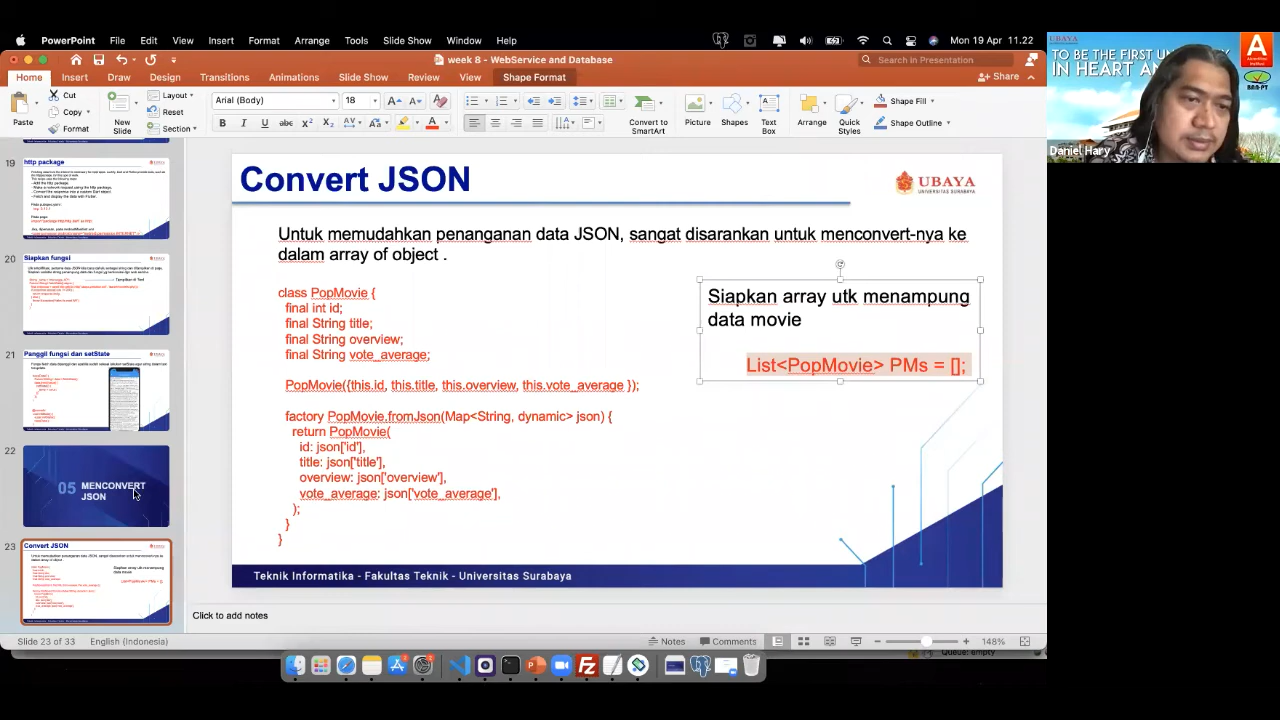 PowerPoint File Edit View Insert Format Arrange Tools Slide Show Window Help Mon 19 Apr 11.22
week 8 - WebService and Database
Search in Presentation
Home Insert Draw Design Transitions Animations Slide Show Review View Shape Format
Share
Paste
Cut
Copy
Format
New
Slide
Layout
Reset
Section
Arial (Body) 18
Convert to
SmartArt
Picture
Shapes
Text
Box
Arrange
Quick
Styles
Shape Fill
Shape Outline
19
http package
20
Siapkan fungsi
21
Panggil fungsi dan setState
22
05 MENCONVERT
JSON
23
Convert JSON
Convert JSON
UBAYA
UNIVERSITAS SURABAYA
Untuk memudahkan penanganan data JSON, sangat disarankan untuk menconvert-nya ke
dalam array of object .
class PopMovie {
final int id;
final String title;
final String overview;
final String vote_average;
PopMovie({this.id, this.title, this.overview, this.vote_average });
factory PopMovie.fromJson(Map<String, dynamic> json) {
return PopMovie(
id: json['id'],
title: json['title'],
overview: json['overview'],
vote_average: json['vote_average'],
);
}
}
Siapkan array utk menampung
data movie
List<PopMovie> PMs = [];
Teknik Informatika - Fakultas Teknik - Universitas Surabaya
Click to add notes
Slide 23 of 33 English (Indonesia) Notes Comments 148%
Queue: empty
UBAYA
TO BE THE FIRST
IN HEART
A
BAN-PT
Daniel Hary